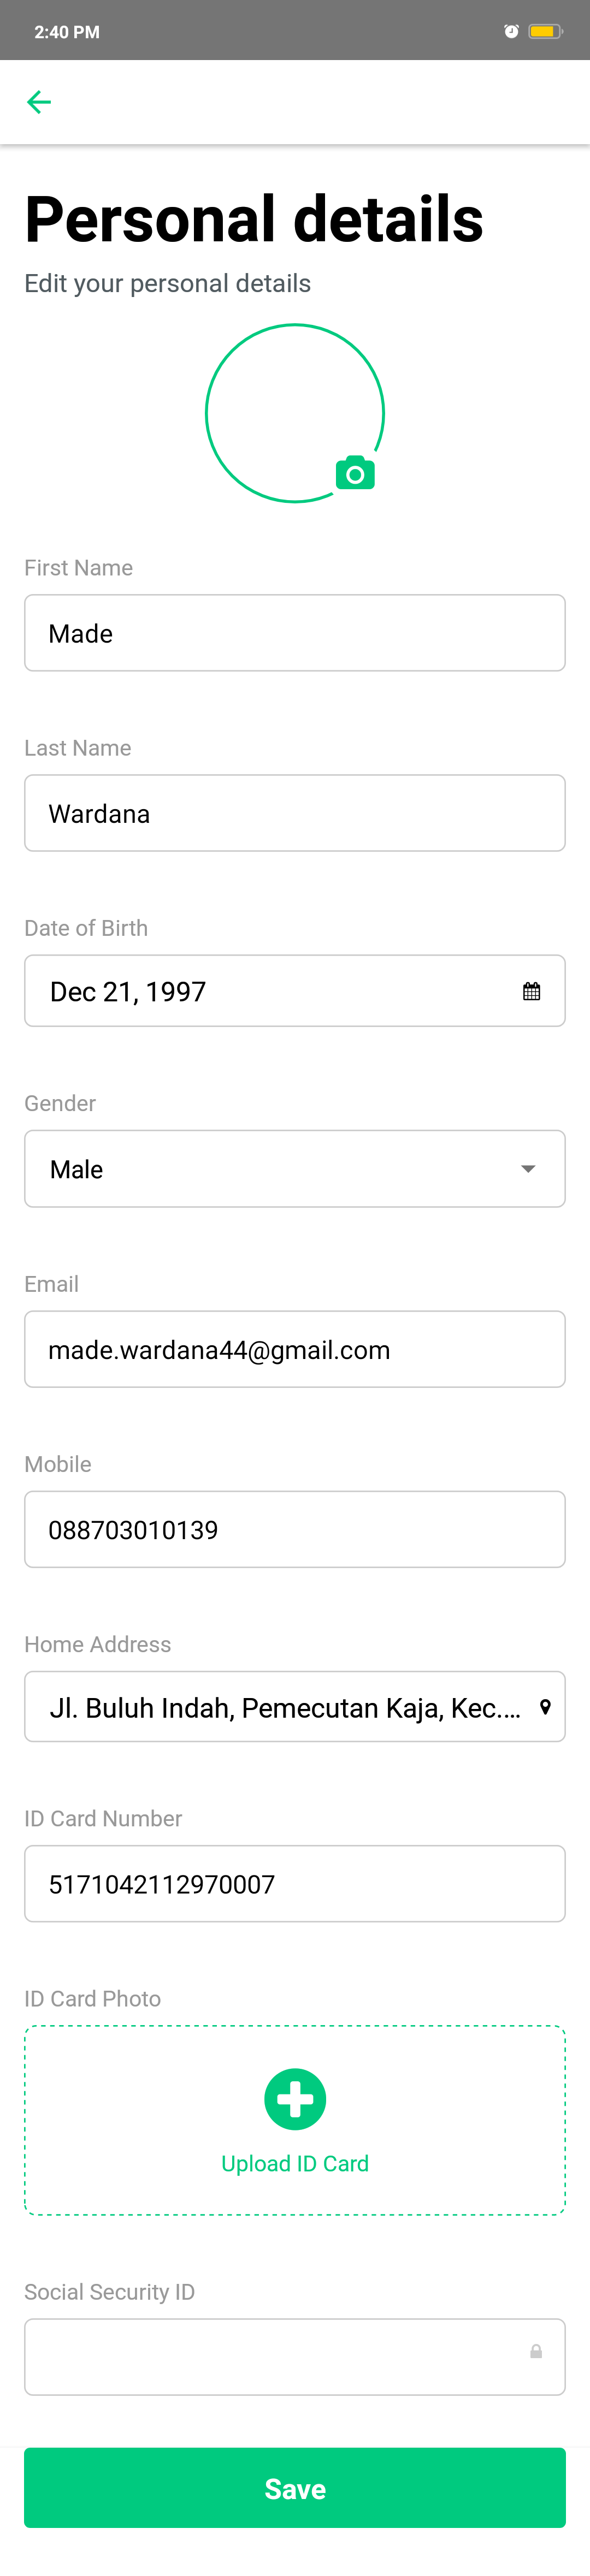 2:40 PM
Personal details
Edit your personal details
First Name
Made
Last Name
Wardana
Date of Birth
Dec 21, 1997
Gender
Male
Email
made.wardana44@gmail.com
Mobile
088703010139
Home Address
Jl. Buluh Indah, Pemecutan Kaja, Kec....
ID Card Number
5171042112970007
ID Card Photo
Upload ID Card
Social Security ID
Save